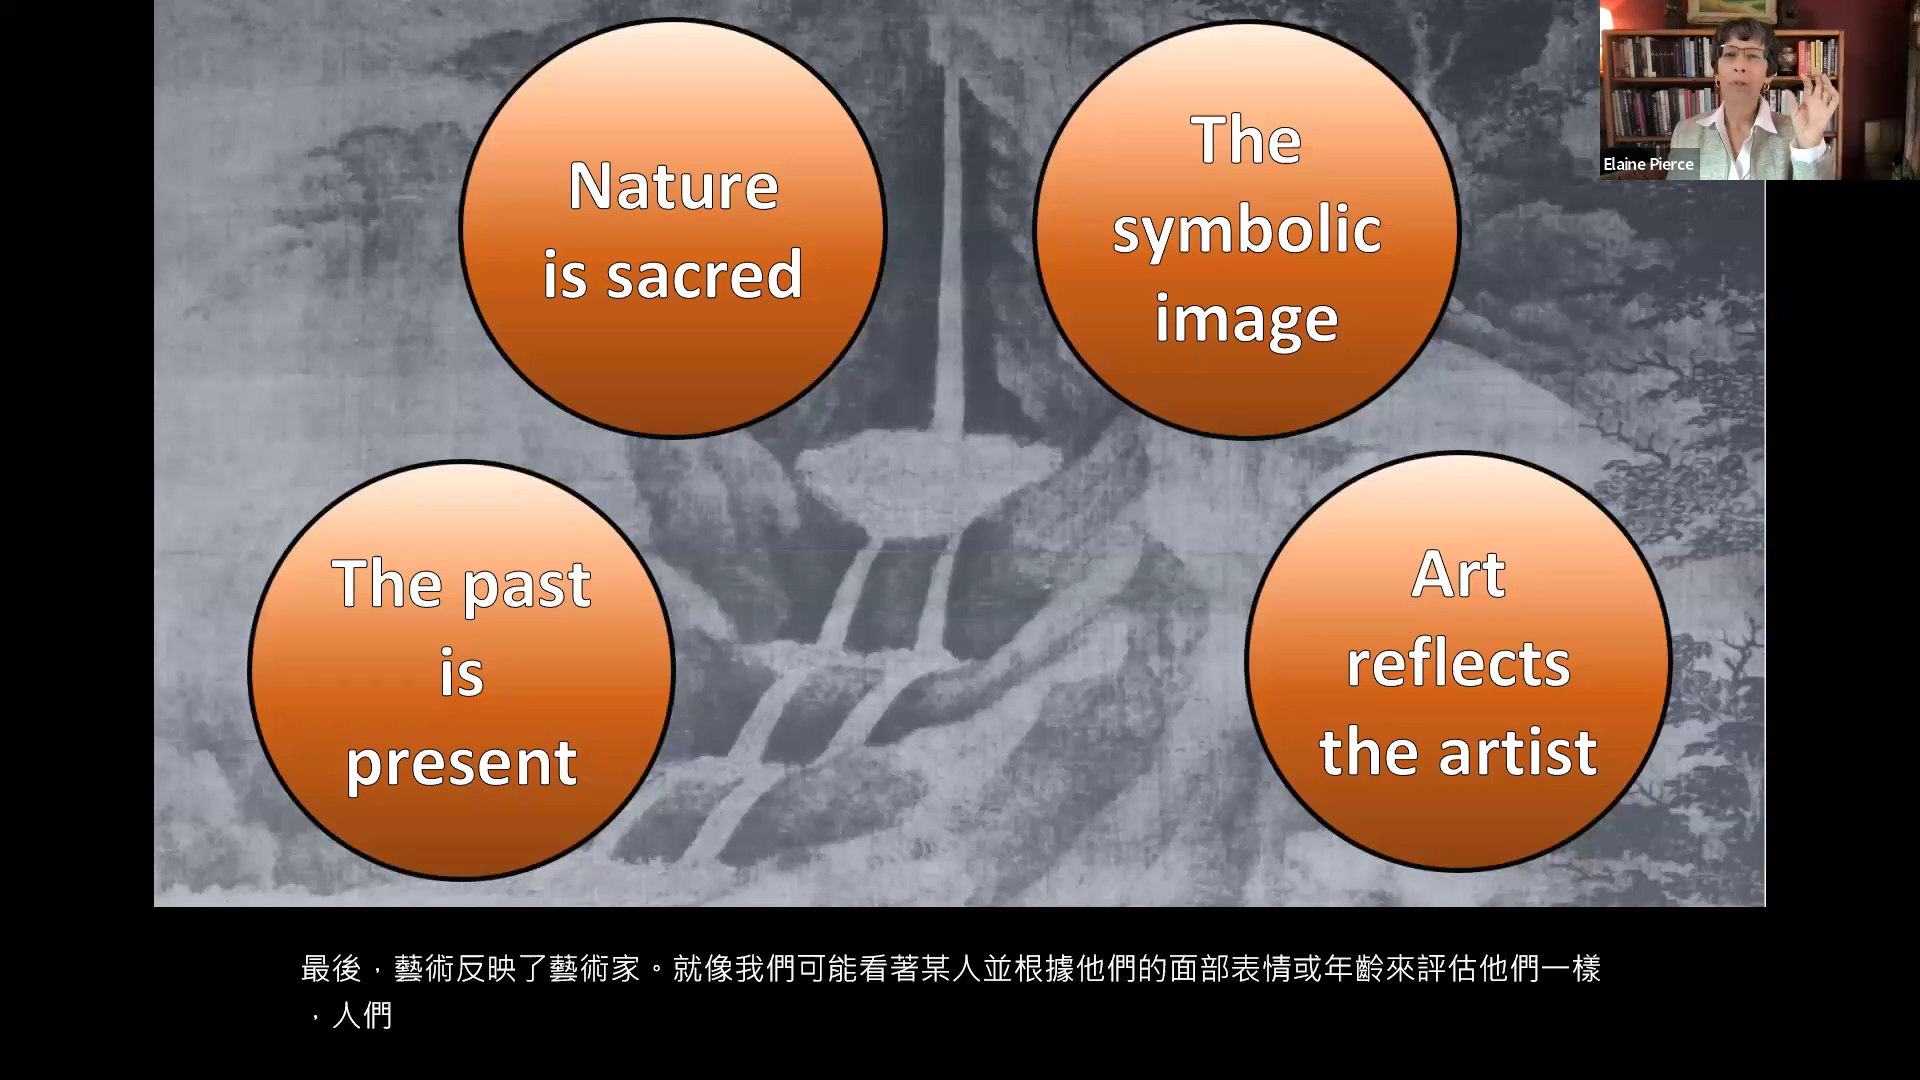 Nature
is sacred
The
symbolic
image
Elaine Pierce
The past
is
present
Art
reflects
the artist
最後，藝術反映了藝術家。就像我們可能看著某人並根據他們的面部表情或年齡來評估他們一樣
，人們